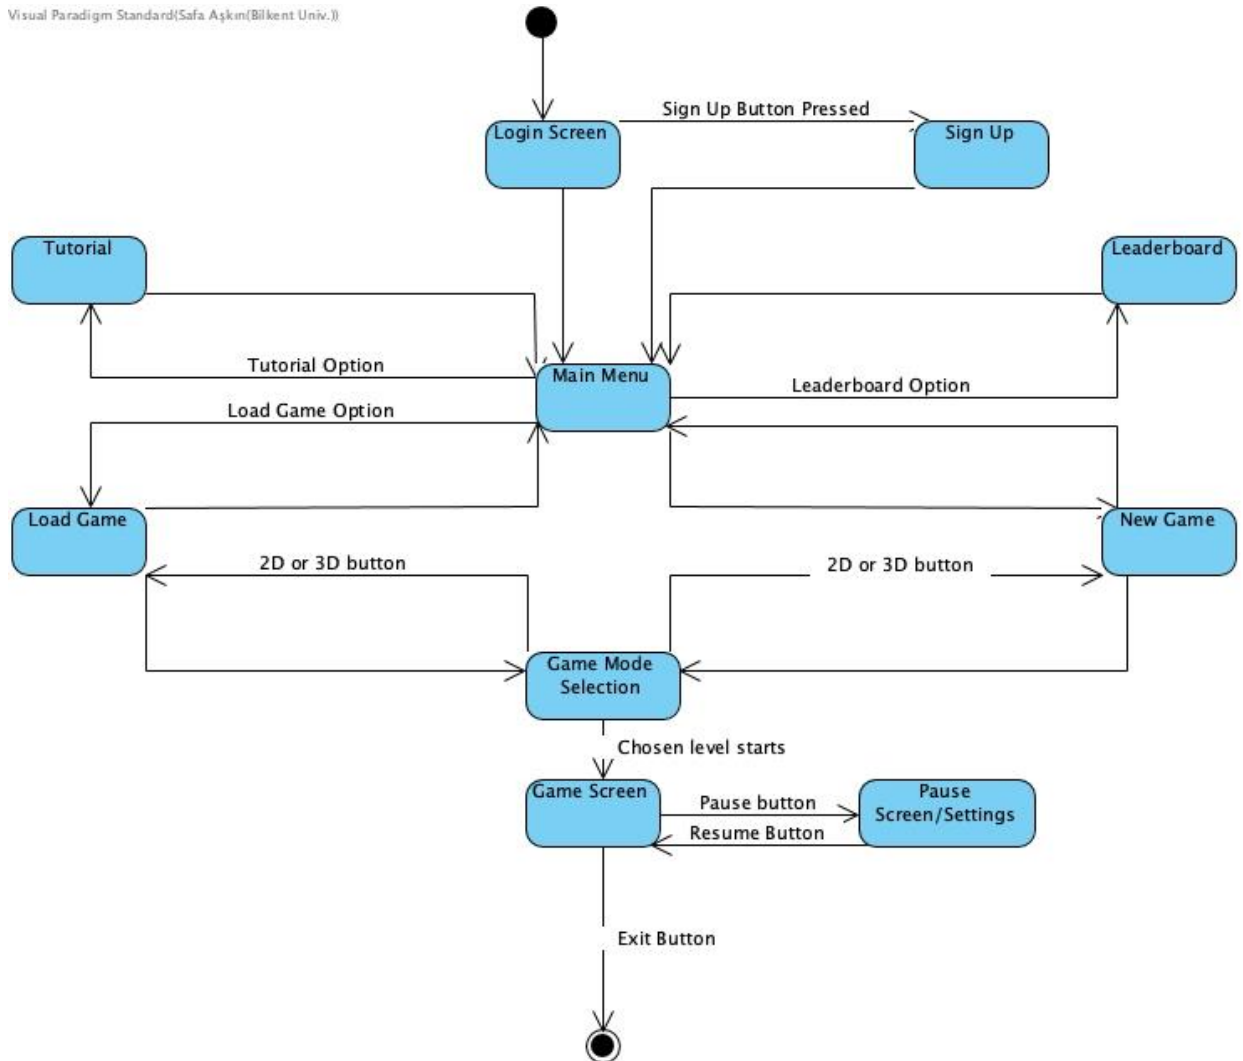 Visual Paradigm Standard(Safa Aşkın(Bilkent Univ.))
Sign Up Button Pressed
Login Screen
Sign Up
Tutorial
Leaderboard
Tutorial Option
Main Menu
Leaderboard Option
Load Game Option
Load Game
New Game
2D or 3D button
2D or 3D button
Game Mode
Selection
Chosen level starts
Game Screen
Pause button
Pause
Screen/Settings
Resume Button
Exit Button